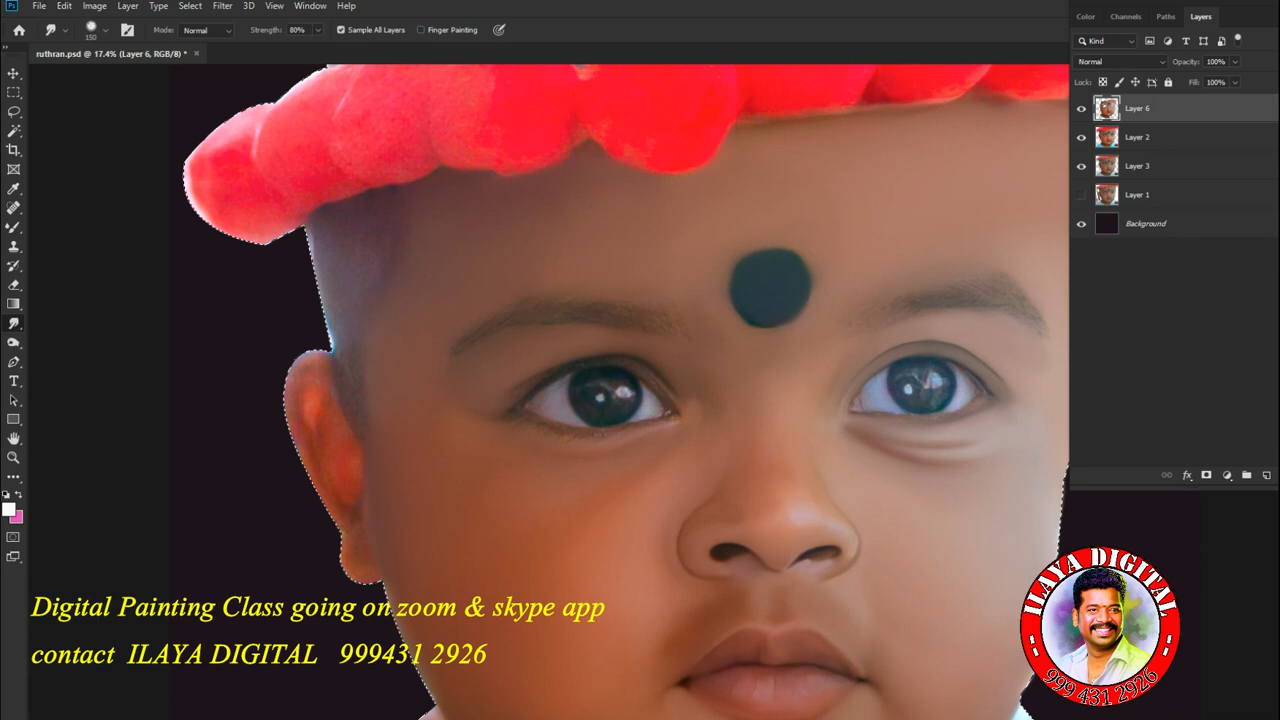 Ps File Edit Image Layer Type Select Filter 3D View Window Help
150 Mode: Normal Strength: 80% Sample All Layers Finger Painting
ruthran.psd @ 17.4% (Layer 6, RGB/8) * ×
Color Channels Paths Layers
Kind
Normal Opacity: 100%
Lock: Fill: 100%
Layer 6
Layer 2
Layer 3
Layer 1
Background
fx
Digital Painting Class going on zoom & skype app
contact ILAYA DIGITAL 999431 2926
ILAYA DIGITAL
999 431 2926